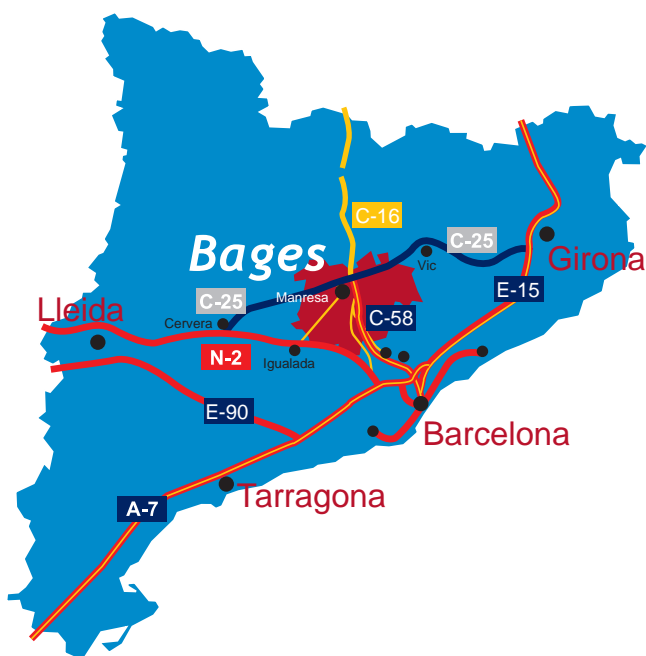 C-16
C-25
Bages
Girona
Vic
E-15
C-25
Manresa
Lleida
C-58
Cervera
N-2
Igualada
E-90
Barcelona
Tarragona
A-7